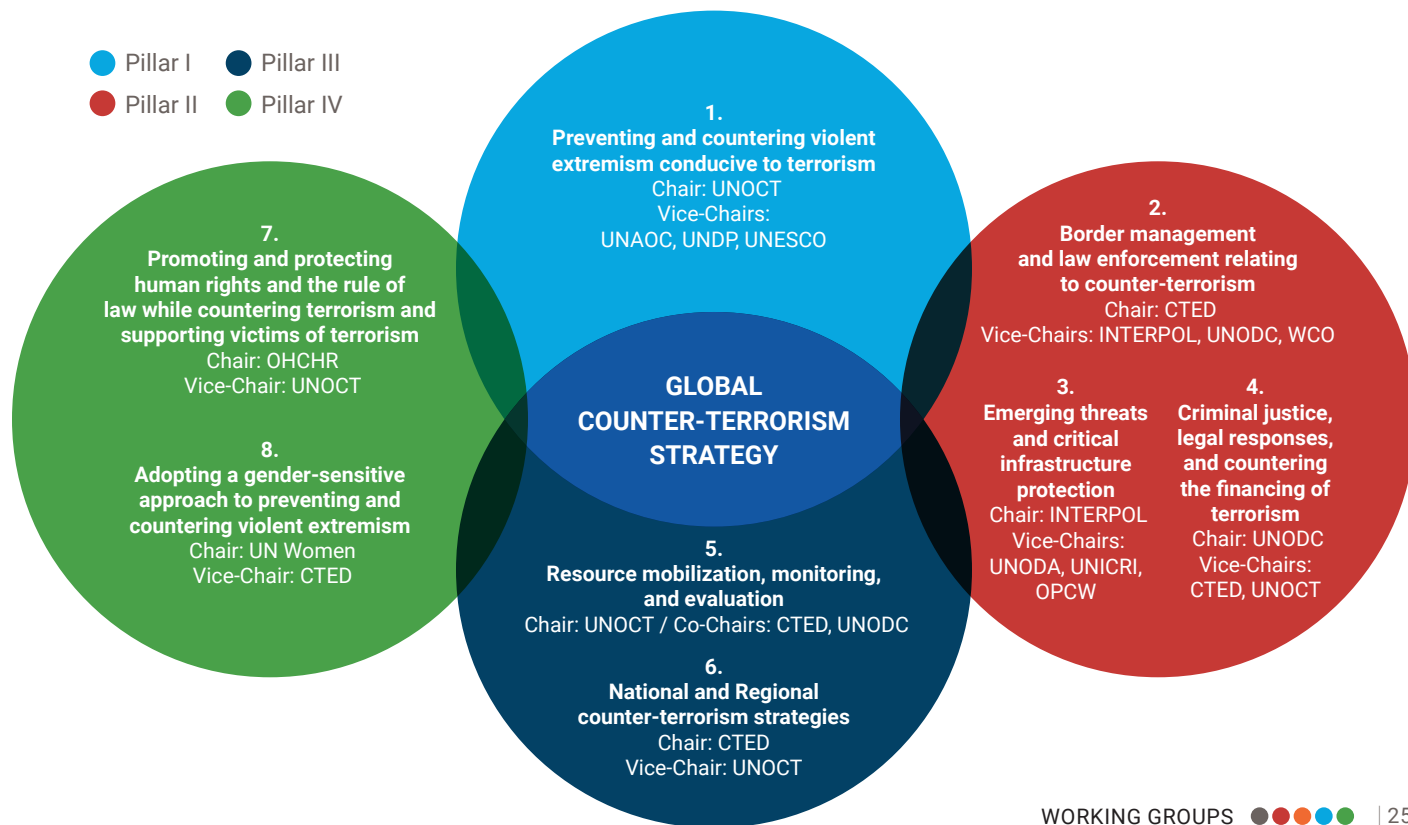 Pillar I
Pillar III
Pillar II
Pillar IV
1.
Preventing and countering violent
extremism conducive to terrorism
Chair: UNOCT
Vice-Chairs:
UNAOC, UNDP, UNESCO
7.
Promoting and protecting
human rights and the rule of
law while countering terrorism and
supporting victims of terrorism
Chair: OHCHR
Vice-Chair: UNOCT
8.
Adopting a gender-sensitive
approach to preventing and
countering violent extremism
Chair: UN Women
Vice-Chair: CTED
GLOBAL
COUNTER-TERRORISM
STRATEGY
2.
Border management
and law enforcement relating
to counter-terrorism
Chair: CTED
Vice-Chairs: INTERPOL, UNODC, WCO
3.
Emerging threats
and critical
infrastructure
protection
Chair: INTERPOL
Vice-Chairs:
UNODA, UNICRI,
OPCW
4.
Criminal justice,
legal responses,
and countering
the financing of
terrorism
Chair: UNODC
Vice-Chairs:
CTED, UNOCT
5.
Resource mobilization, monitoring,
and evaluation
Chair: UNOCT / Co-Chairs: CTED, UNODC
6.
National and Regional
counter-terrorism strategies
Chair: CTED
Vice-Chair: UNOCT
WORKING GROUPS | 25